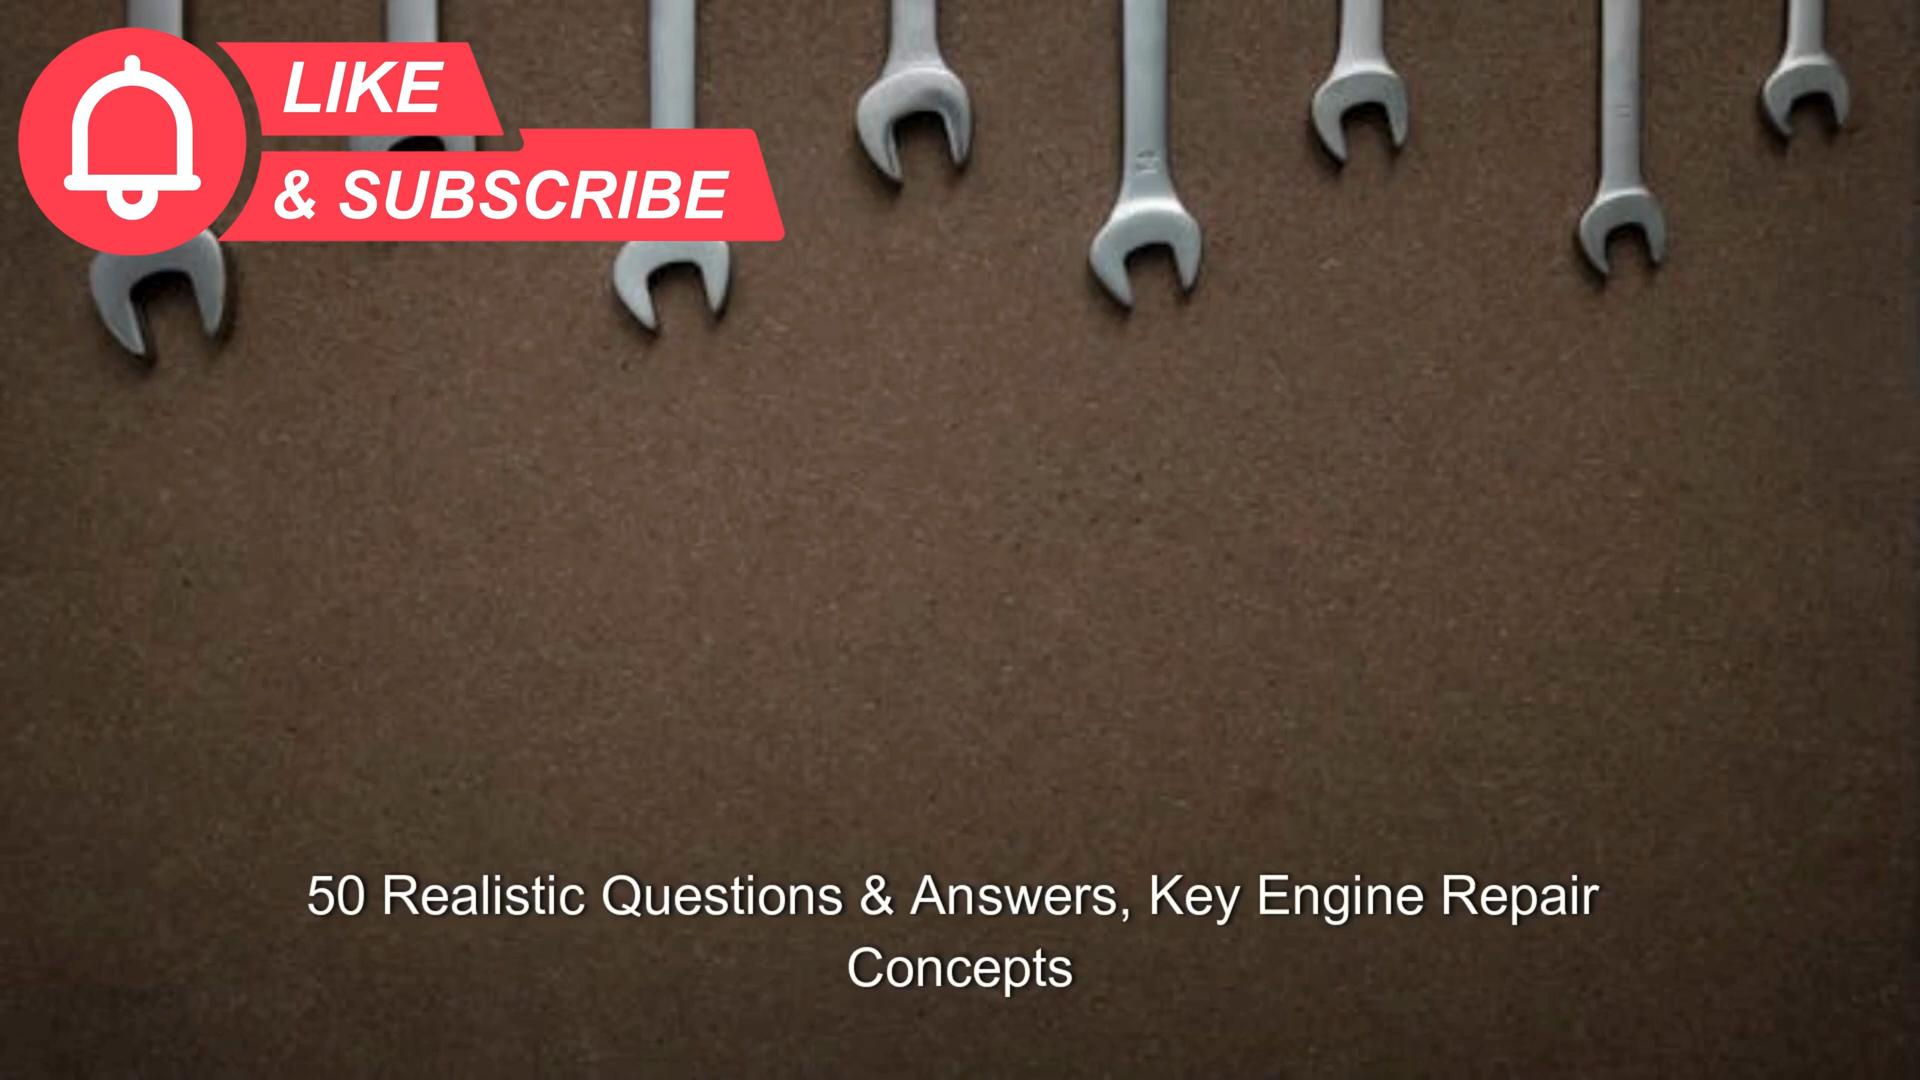 LIKE
& SUBSCRIBE
50 Realistic Questions & Answers, Key Engine Repair
Concepts